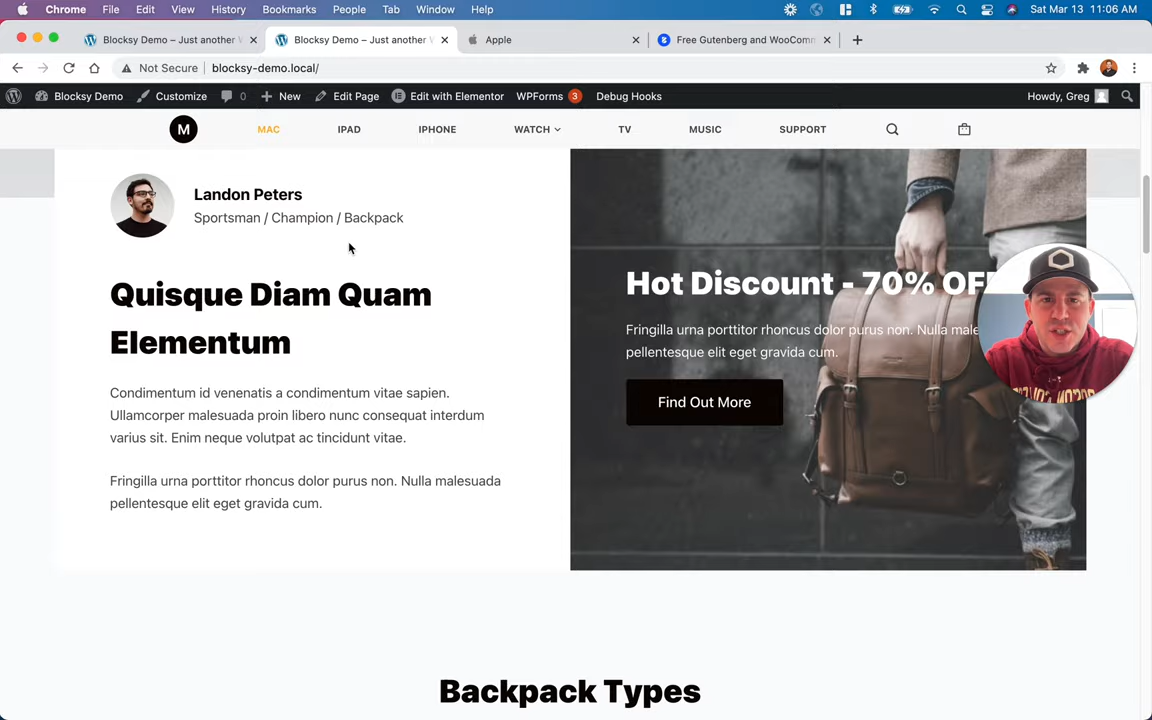 Chrome File Edit View History Bookmarks People Tab Window Help Sat Mar 13 11:06 AM
Blocksy Demo – Just another Blocksy Demo – Just another Apple Free Gutenberg and WooComm
Not Secure blocksy-demo.local/
Blocksy Demo Customize 0 New Edit Page Edit with Elementor WPForms 3 Debug Hooks Howdy, Greg
M MAC IPAD IPHONE WATCH TV MUSIC SUPPORT
Landon Peters
Sportsman / Champion / Backpack
Quisque Diam Quam
Elementum
Condimentum id venenatis a condimentum vitae sapien.
Ullamcorper malesuada proin libero nunc consequat interdum
varius sit. Enim neque volutpat ac tincidunt vitae.
Fringilla urna porttitor rhoncus dolor purus non. Nulla malesuada
pellentesque elit eget gravida cum.
Hot Discount - 70% OF
Fringilla urna porttitor rhoncus dolor purus non. Nulla male
pellentesque elit eget gravida cum.
Find Out More
Backpack Types